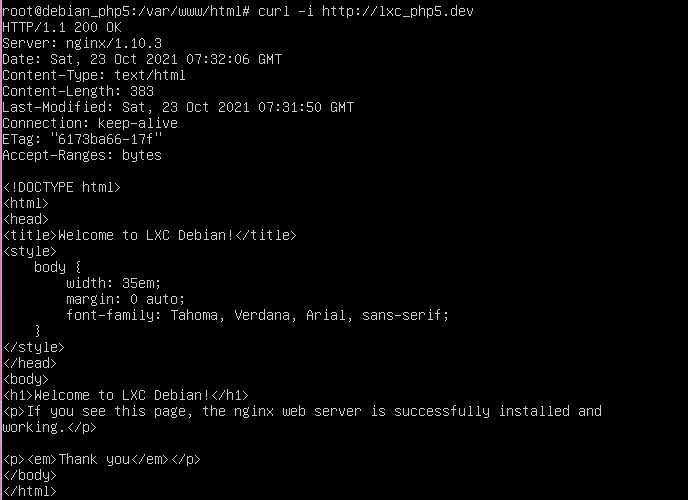 root@debian_php5:/var/www/html# curl -i http://lxc_php5.dev
HTTP/1.1 200 OK
Server: nginx/1.10.3
Date: Sat, 23 Oct 2021 07:32:06 GMT
Content-Type: text/html
Content-Length: 383
Last-Modified: Sat, 23 Oct 2021 07:31:50 GMT
Connection: keep-alive
ETag: "6173ba66-17f"
Accept-Ranges: bytes

<!DOCTYPE html>
<html>
<head>
<title>Welcome to LXC Debian!</title>
<style>
    body {
        width: 35em;
        margin: 0 auto;
        font-family: Tahoma, Verdana, Arial, sans-serif;
    }
</style>
</head>
<body>
<h1>Welcome to LXC Debian!</h1>
<p>If you see this page, the nginx web server is successfully installed and
working.</p>

<p><em>Thank you</em></p>
</body>
</html>